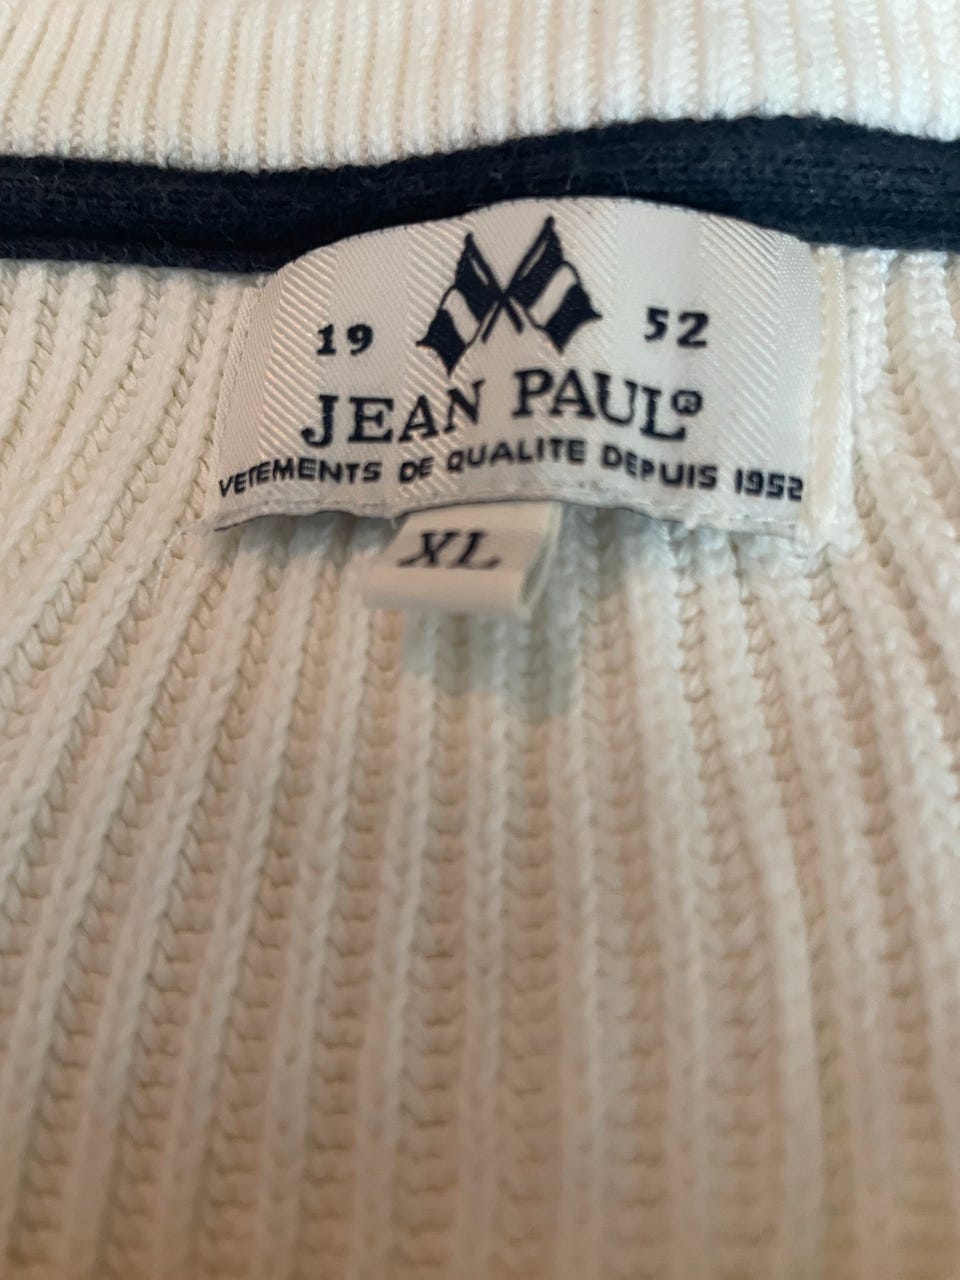 19 52
JEAN PAUL®
VETEMENTS DE QUALITE DEPUIS 1952
XL